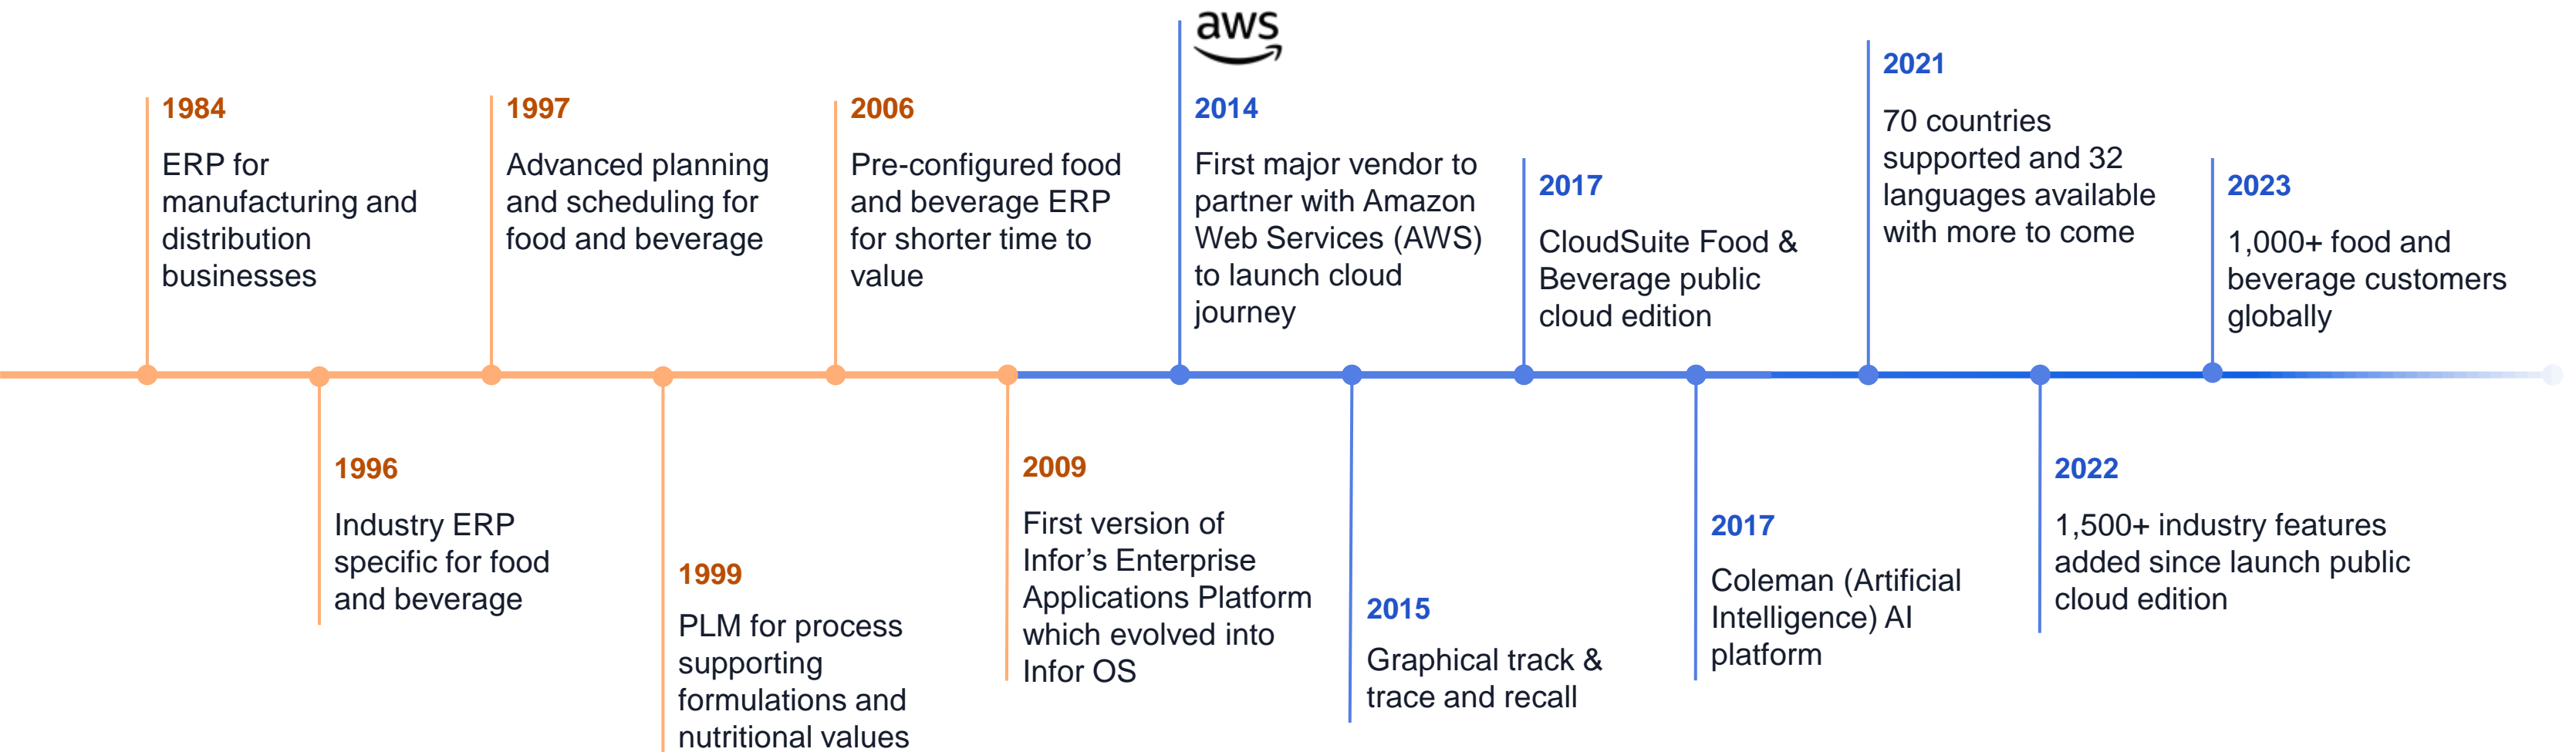 aws
1984
ERP for
manufacturing and
distribution
businesses
1996
Industry ERP
specific for food
and beverage
1997
Advanced planning
and scheduling for
food and beverage
1999
PLM for process
supporting
formulations and
nutritional values
2006
Pre-configured food
and beverage ERP
for shorter time to
value
2009
First version of
Infor’s Enterprise
Applications Platform
which evolved into
Infor OS
2014
First major vendor to
partner with Amazon
Web Services (AWS)
to launch cloud
journey
2015
Graphical track &
trace and recall
2017
CloudSuite Food &
Beverage public
cloud edition
2017
Coleman (Artificial
Intelligence) AI
platform
2021
70 countries
supported and 32
languages available
with more to come
2022
1,500+ industry features
added since launch public
cloud edition
2023
1,000+ food and
beverage customers
globally